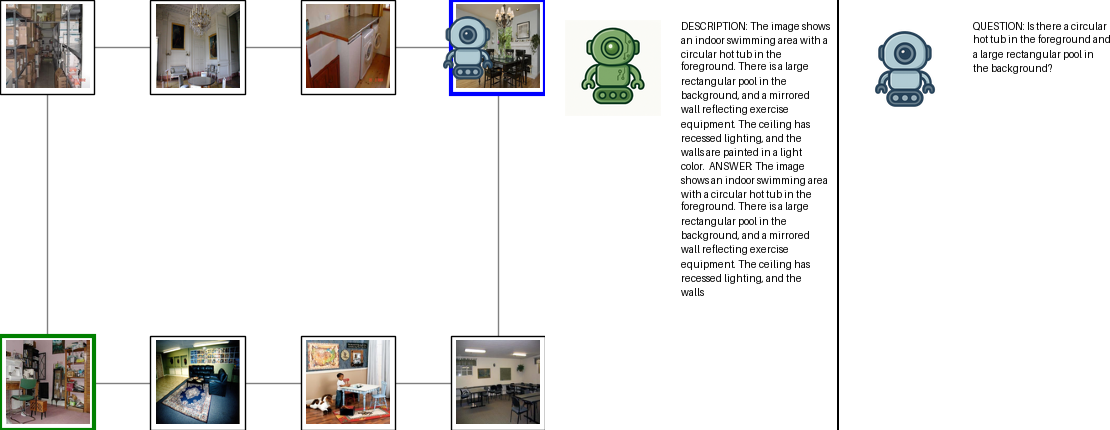 DESCRIPTION: The image shows
an indoor swimming area with a
circular hot tub in the
foreground. There is a large
rectangular pool in the
background, and a mirrored
wall reflecting exercise
equipment. The ceiling has
recessed lighting, and the
walls are painted in a light
color. ANSWER: The image
shows an indoor swimming area
with a circular hot tub in the
foreground. There is a large
rectangular pool in the
background, and a mirrored
wall reflecting exercise
equipment. The ceiling has
recessed lighting, and the
walls
QUESTION: Is there a circular
hot tub in the foreground and
a large rectangular pool in
the background?